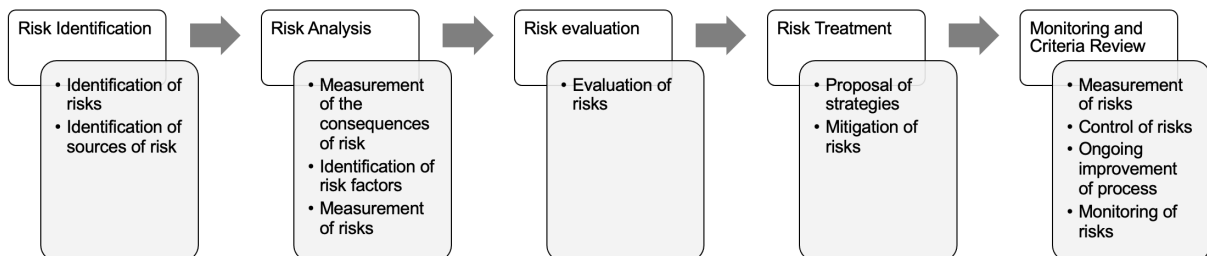 Risk Identification
• Identification of
risks
• Identification of
sources of risk
Risk Analysis
• Measurement
of the
consequences
of risk
• Identification of
risk factors
• Measurement
of risks
Risk evaluation
• Evaluation of
risks
Risk Treatment
• Proposal of
strategies
• Mitigation of
risks
Monitoring and
Criteria Review
• Measurement
of risks
• Control of risks
• Ongoing
improvement
of process
• Monitoring of
risks